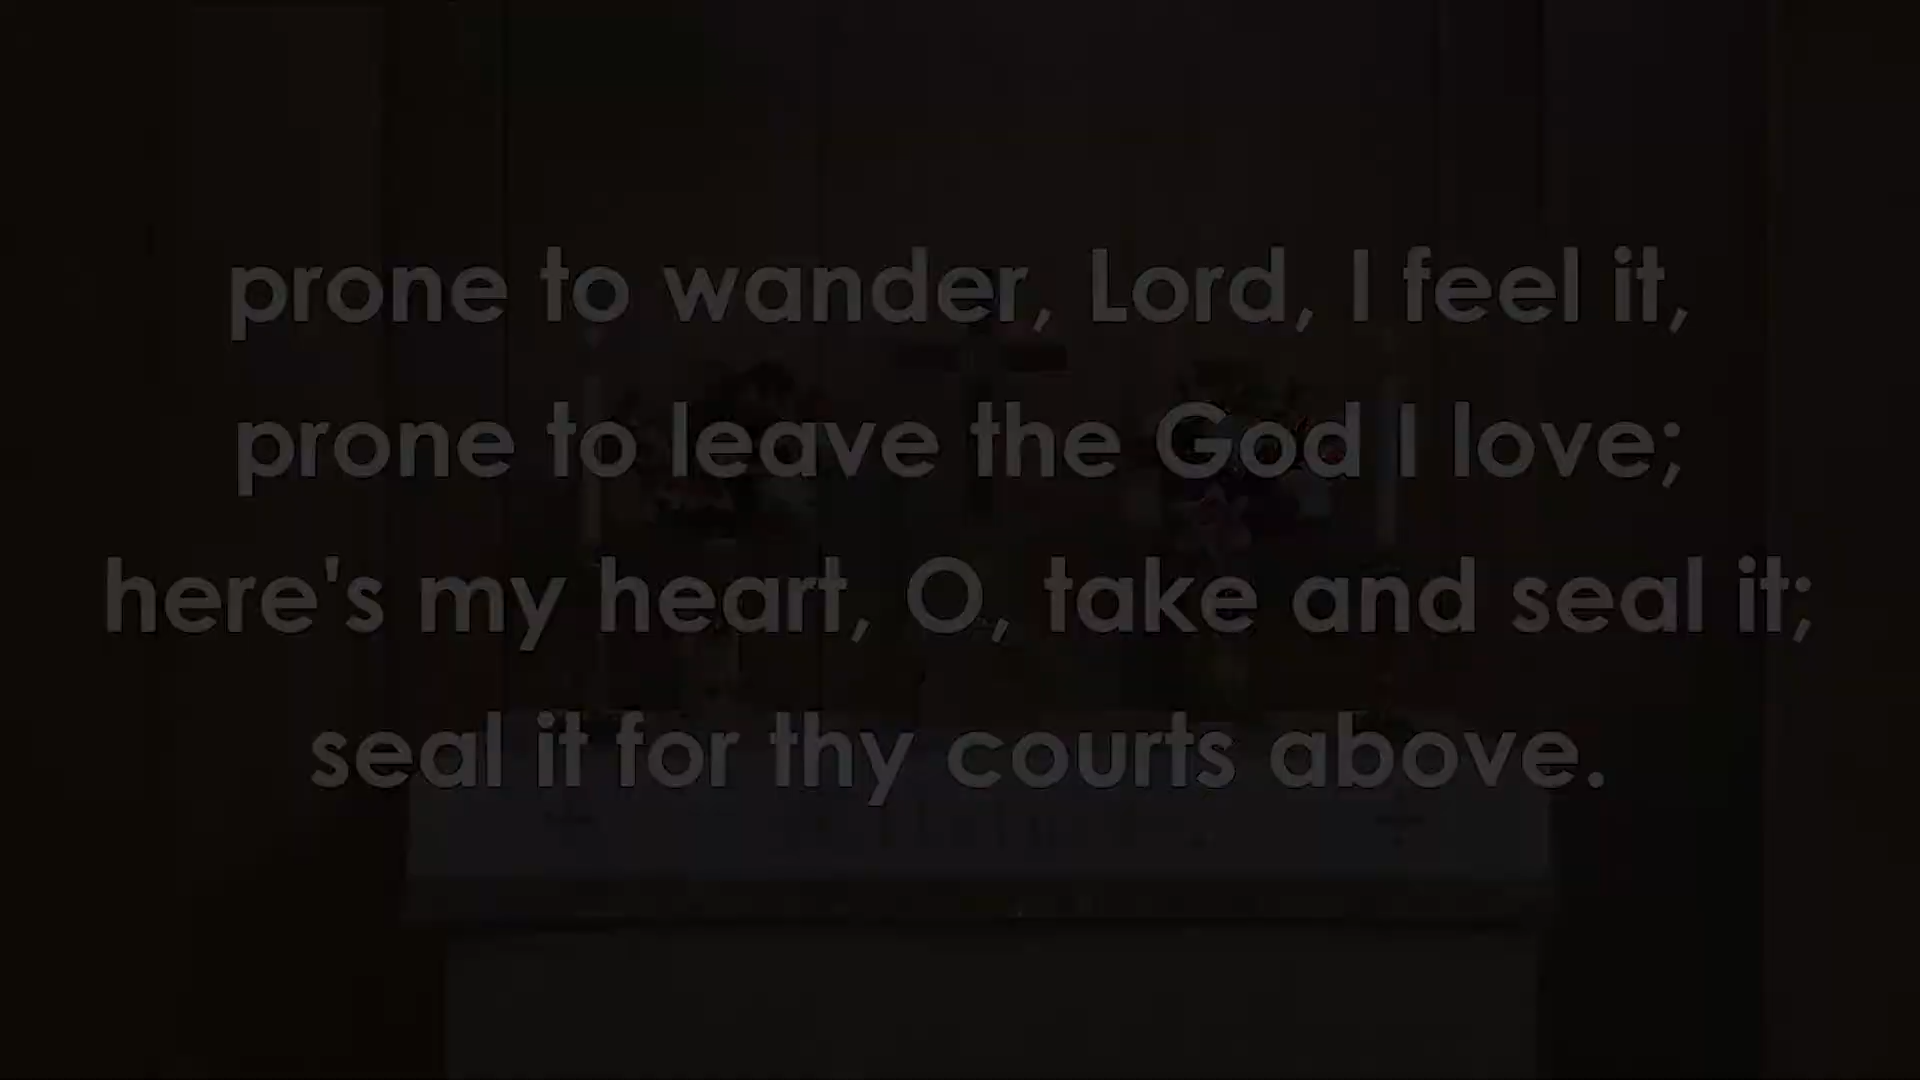 prone to wander, Lord, I feel it,
prone to leave the God I love;
here's my heart, O, take and seal it;
seal it for thy courts above.